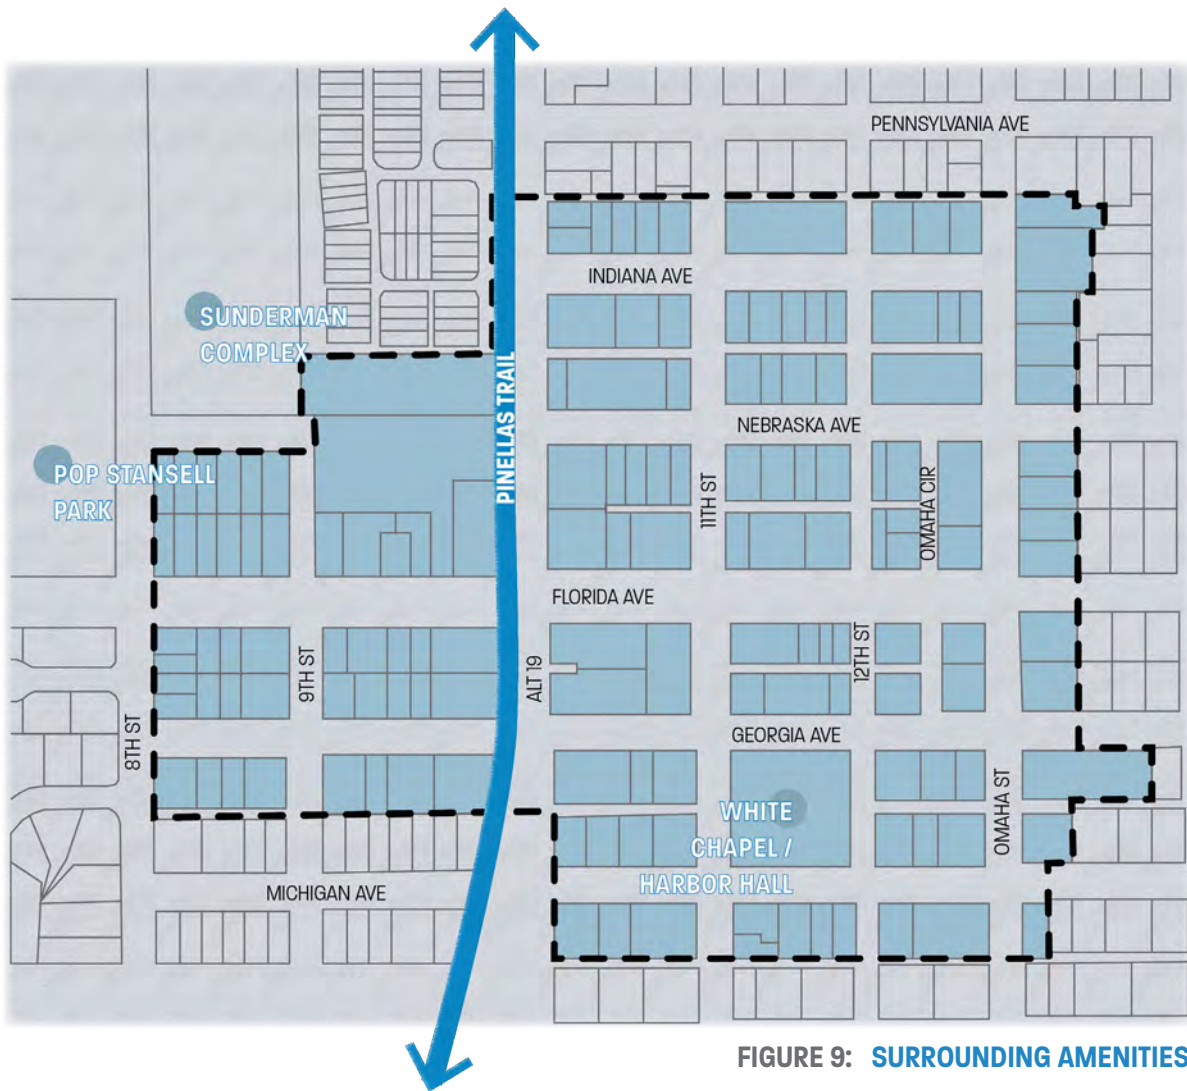 PENNSYLVANIA AVE
INDIANA AVE
SUNDERMAN
COMPLEX
PINELLAS TRAIL
NEBRASKA AVE
POP STANSELL
PARK
11TH ST
OMAHA CIR
FLORIDA AVE
9TH ST
ALT 19
12TH ST
8TH ST
GEORGIA AVE
WHITE
CHAPEL /
HARBOR HALL
OMAHA ST
MICHIGAN AVE
FIGURE 9: SURROUNDING AMENITIES